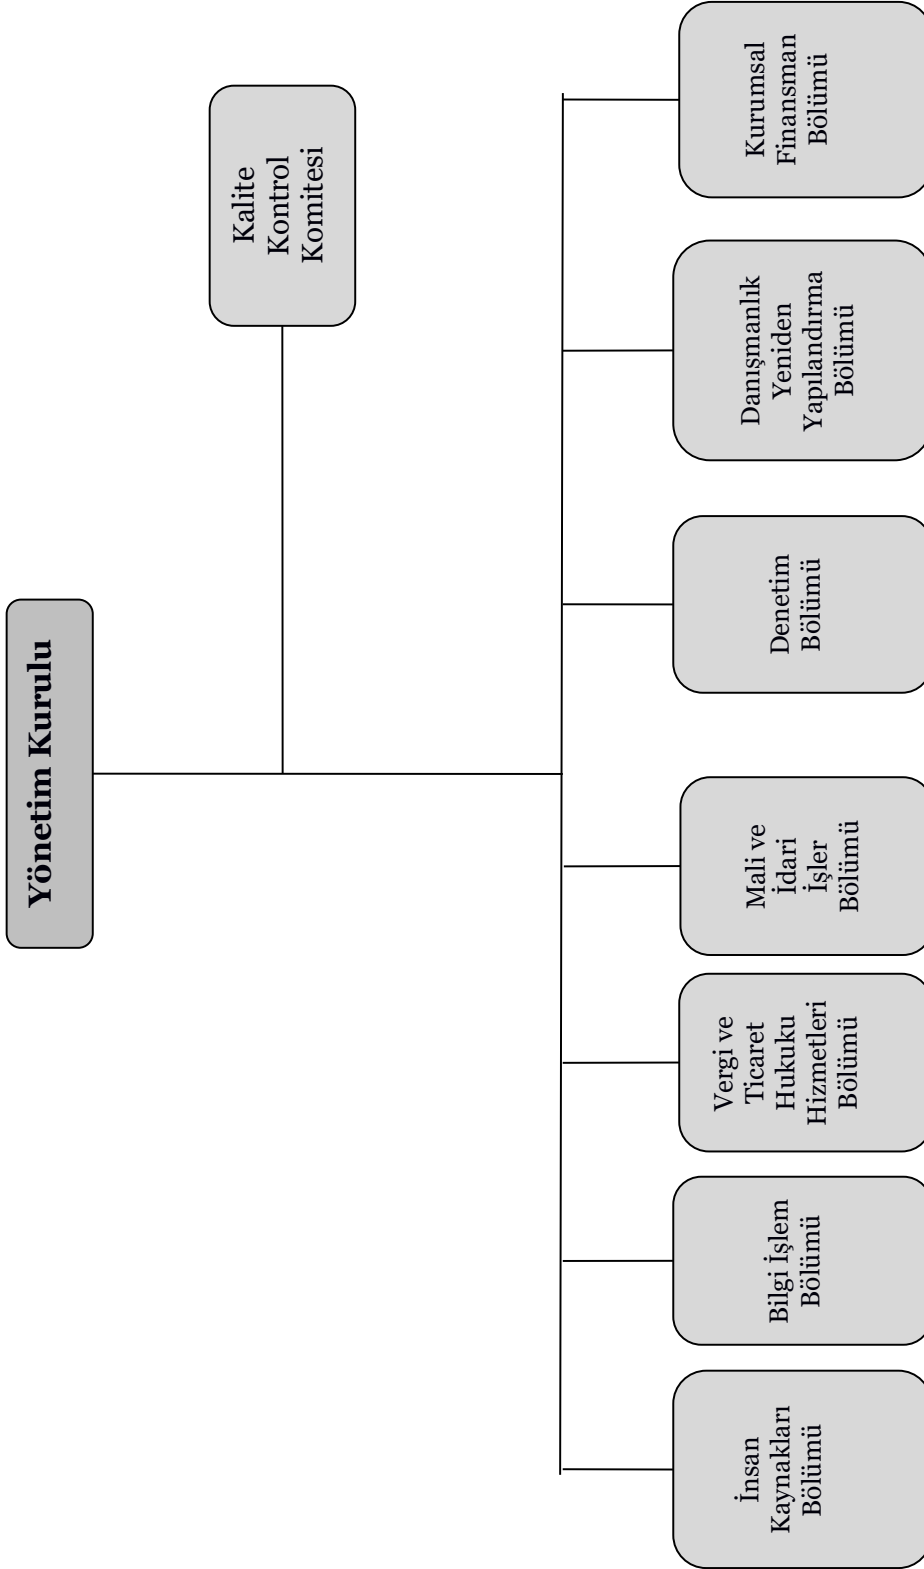 Yönetim Kurulu
Kalite
Kontrol
Komitesi
İnsan
Kaynakları
Bölümü
Bilgi İşlem
Bölümü
Vergi ve
Ticaret
Hukuku
Hizmetleri
Bölümü
Mali ve
İdari
İşler
Bölümü
Denetim
Bölümü
Danışmanlık
Yeniden
Yapılandırma
Bölümü
Kurumsal
Finansman
Bölümü